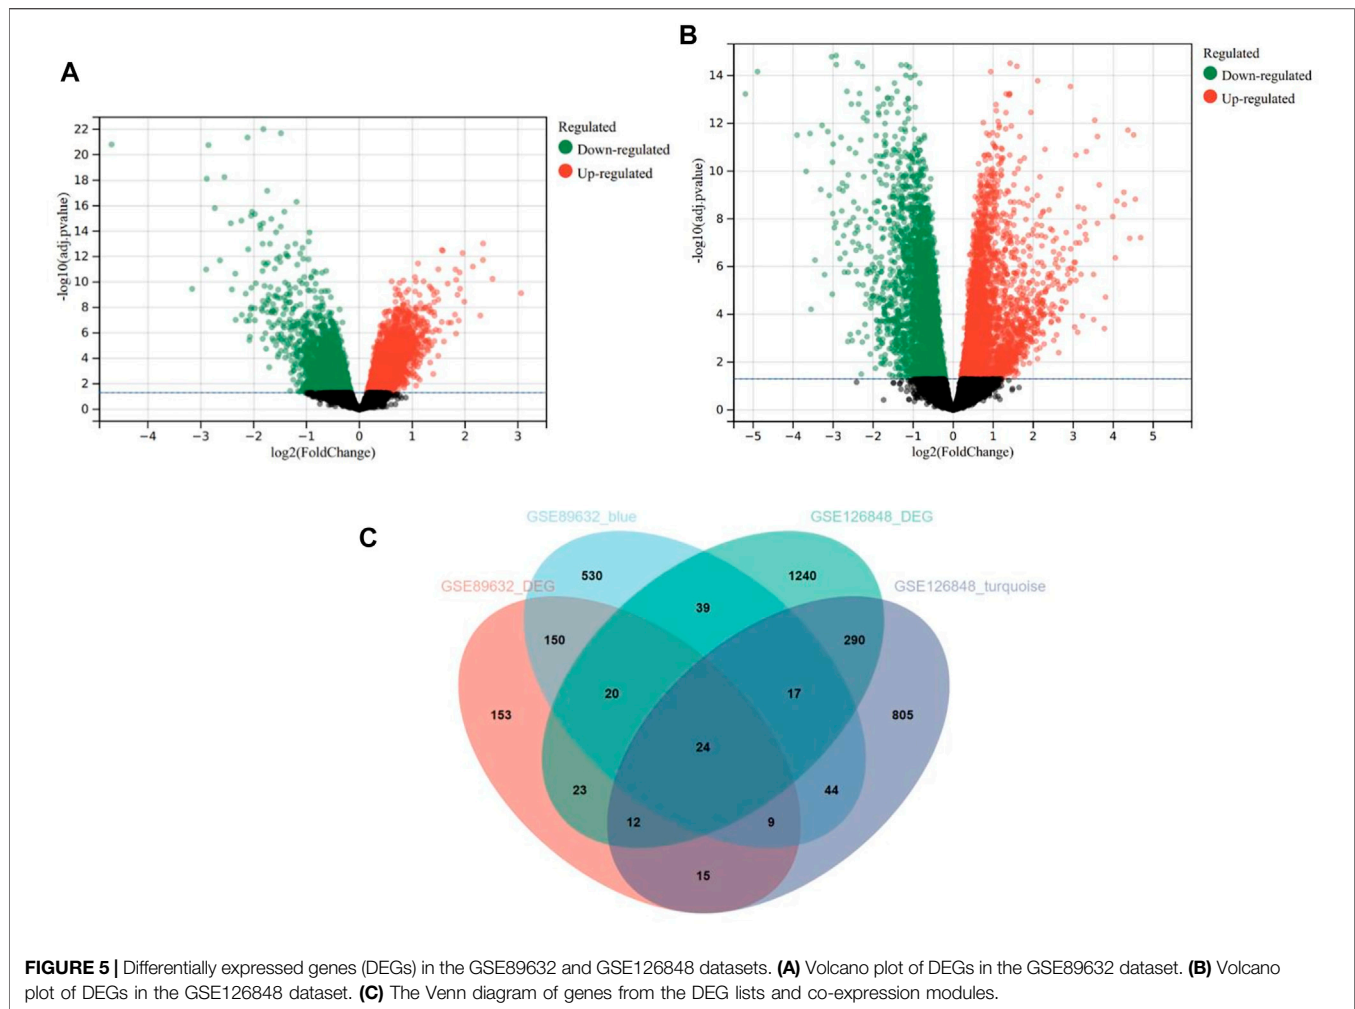 A
22
20
18
16
14
12
10
8
6
4
2
0
-log10(adj.pvalue)
−4
−3
−2
−1
0
1
2
3
log2(FoldChange)
Regulated
Down-regulated
Up-regulated
B
14
12
10
8
6
4
2
0
-log10(adj.pvalue)
−5
−4
−3
−2
−1
0
1
2
3
4
5
log2(FoldChange)
Regulated
Down-regulated
Up-regulated
C
GSE89632_blue
GSE126848_DEG
GSE89632_DEG
GSE126848_turquoise
530
1240
39
150
290
20
17
153
805
24
23
44
12
9
15
FIGURE 5 | Differentially expressed genes (DEGs) in the GSE89632 and GSE126848 datasets. (A) Volcano plot of DEGs in the GSE89632 dataset. (B) Volcano
plot of DEGs in the GSE126848 dataset. (C) The Venn diagram of genes from the DEG lists and co-expression modules.